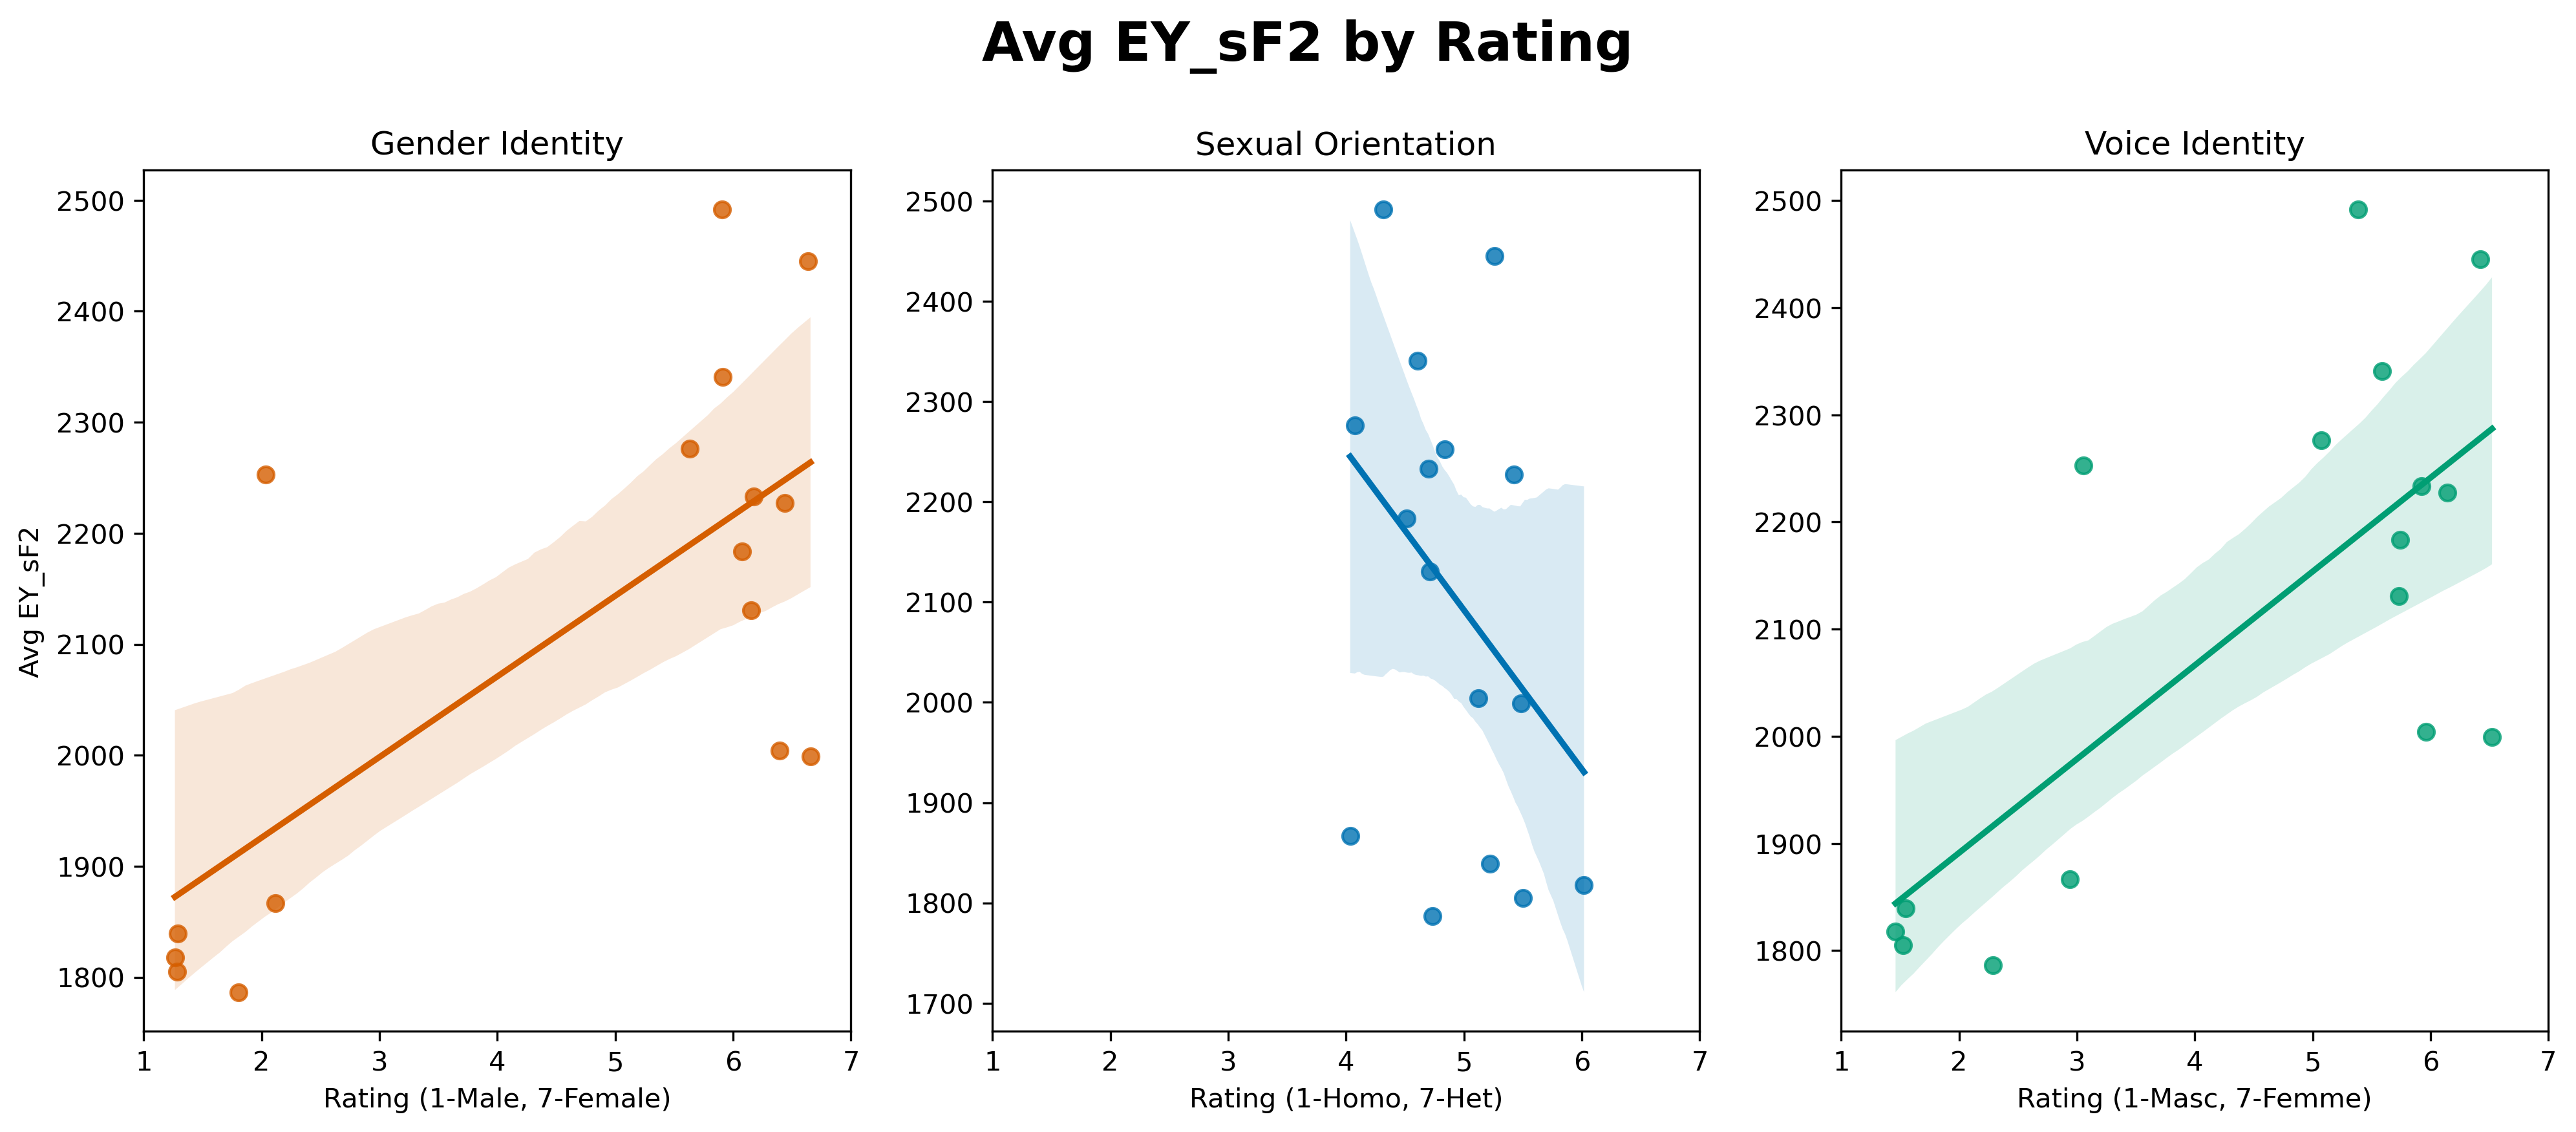 Avg EY_sF2 by Rating
Gender Identity
Sexual Orientation
Voice Identity
Avg EY_sF2
2500
2400
2300
2200
2100
2000
1900
1800
1 2 3 4 5 6 7
Rating (1-Male, 7-Female)
2500
2400
2300
2200
2100
2000
1900
1800
1700
1 2 3 4 5 6 7
Rating (1-Homo, 7-Het)
2500
2400
2300
2200
2100
2000
1900
1800
1 2 3 4 5 6 7
Rating (1-Masc, 7-Femme)